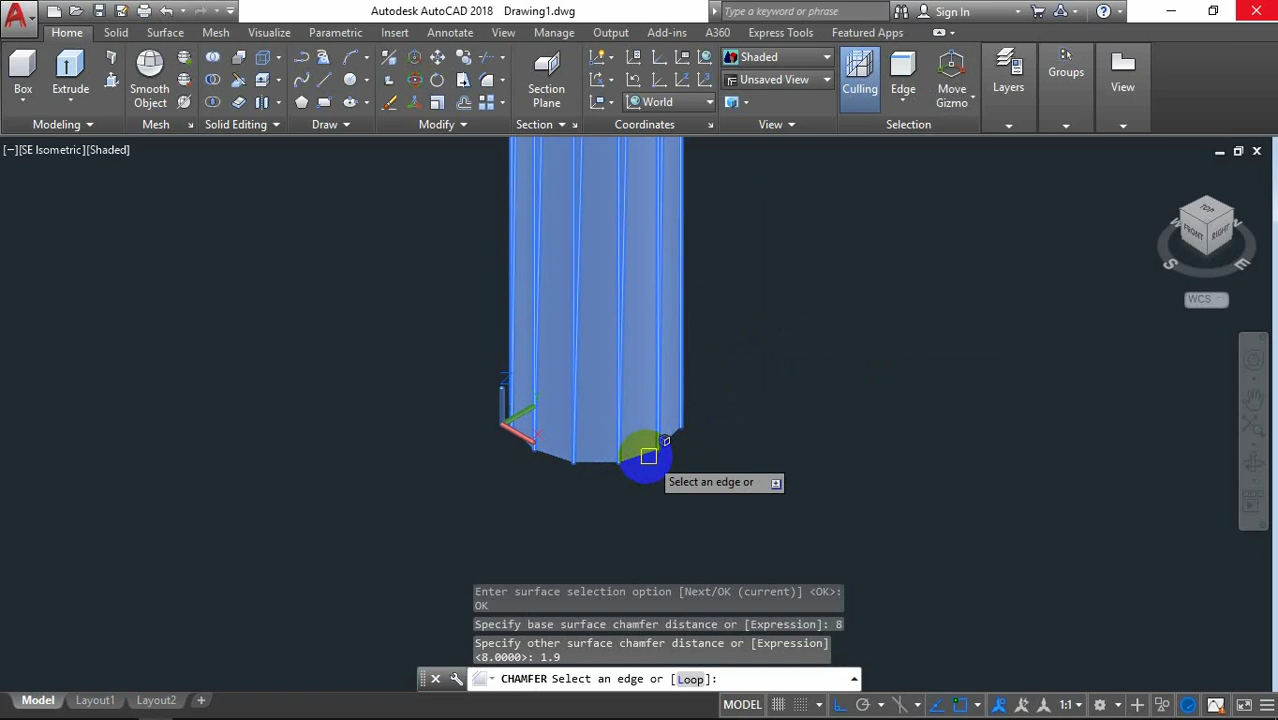 Autodesk AutoCAD 2018 Drawing1.dwg
Type a keyword or phrase
Sign In
Home Solid Surface Mesh Visualize Parametric Insert Annotate View Manage Output Add-ins A360 Express Tools Featured Apps
Box
Extrude
Smooth
Object
Section
Plane
Shaded
Unsaved View
World
Culling
Edge
Move
Gizmo
Layers
Groups
View
Modeling
Mesh
Solid Editing
Draw
Modify
Section
Coordinates
View
Selection
[−][SE Isometric][Shaded]
TOP
FRONT
RIGHT
W
N
S
E
WCS
Z
X
Select an edge or
Enter surface selection option [Next/OK (current)] <OK>:
OK
Specify base surface chamfer distance or [Expression]: 8
Specify other surface chamfer distance or [Expression]
<8.0000>: 1.9
CHAMFER Select an edge or [Loop]:
Model Layout1 Layout2 +
MODEL
1:1